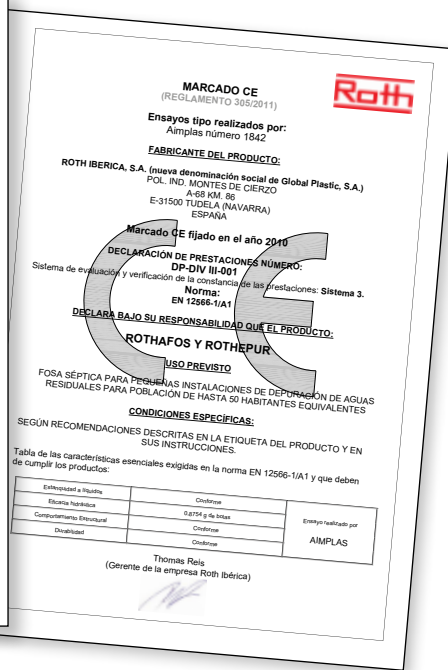 Roth
MARCADO CE
(REGLAMENTO 305/2011)
Ensayos tipo realizados por:
Aimplas número 1842
FABRICANTE DEL PRODUCTO:
ROTH IBERICA, S.A. (nueva denominación social de Global Plastic, S.A.)
POL. IND. MONTES DE CIERZO
A-68 KM. 86
E-31500 TUDELA (NAVARRA)
ESPAÑA
Marcado CE fijado en el año 2010
DECLARACIÓN DE PRESTACIONES NÚMERO:
DP-DIV III-001
Sistema de evaluación y verificación de la constancia de las prestaciones: Sistema 3.
Norma:
EN 12566-1/A1
DECLARA BAJO SU RESPONSABILIDAD QUE EL PRODUCTO:
ROTHAFOS Y ROTHEPUR
USO PREVISTO
FOSA SÉPTICA PARA PEQUEÑAS INSTALACIONES DE DEPURACIÓN DE AGUAS
RESIDUALES PARA POBLACIÓN DE HASTA 50 HABITANTES EQUIVALENTES
CONDICIONES ESPECÍFICAS:
SEGÚN RECOMENDACIONES DESCRITAS EN LA ETIQUETA DEL PRODUCTO Y EN
SUS INSTRUCCIONES.
Tabla de las características esenciales exigidas en la norma EN 12566-1/A1 y que deben
de cumplir los productos:
Estanquidad a líquidos Conforme
Eficacia hidráulica 0,8754 g de bolas
Comportamiento Estructural Conforme
Durabilidad Conforme
Ensayo realizado por
AIMPLAS
Thomas Reis
(Gerente de la empresa Roth Ibérica)